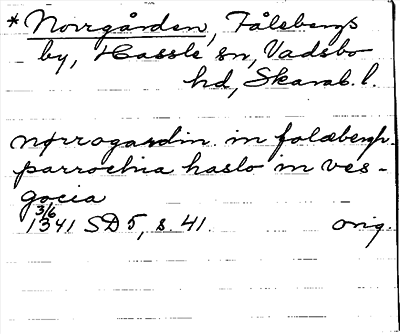 * Norrgården, Fålebergs
by, Hassle sn, Vadsbo
hd, Skarab. l.
norrogardin in falæbergh
parrochia haslo in ves-
gocia
3/6
1341 SD 5, s. 41. orig.